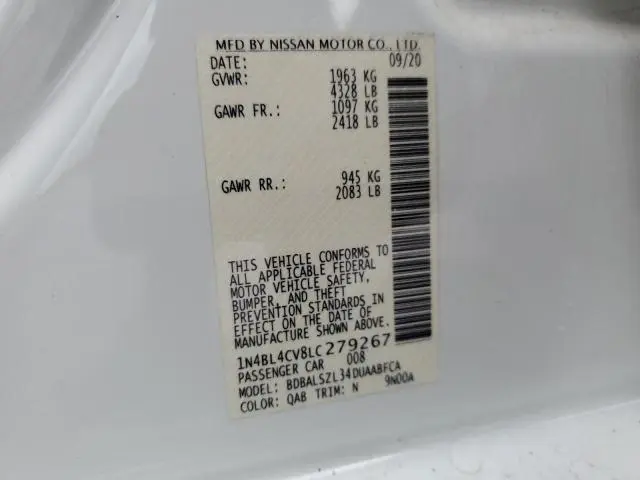 MFD BY NISSAN MOTOR CO., LTD.
DATE: 09/20
GVWR: 1963 KG
4328 LB
GAWR FR.: 1097 KG
2418 LB
GAWR RR.: 945 KG
2083 LB
THIS VEHICLE CONFORMS TO
ALL APPLICABLE FEDERAL
MOTOR VEHICLE SAFETY,
BUMPER, AND THEFT
PREVENTION STANDARDS IN
EFFECT ON THE DATE OF
MANUFACTURE SHOWN ABOVE.
1N4BL4CV8LC279267
PASSENGER CAR 008
MODEL: BDBALSZL34DUAABFCA
COLOR: QAB TRIM: N 9N00A